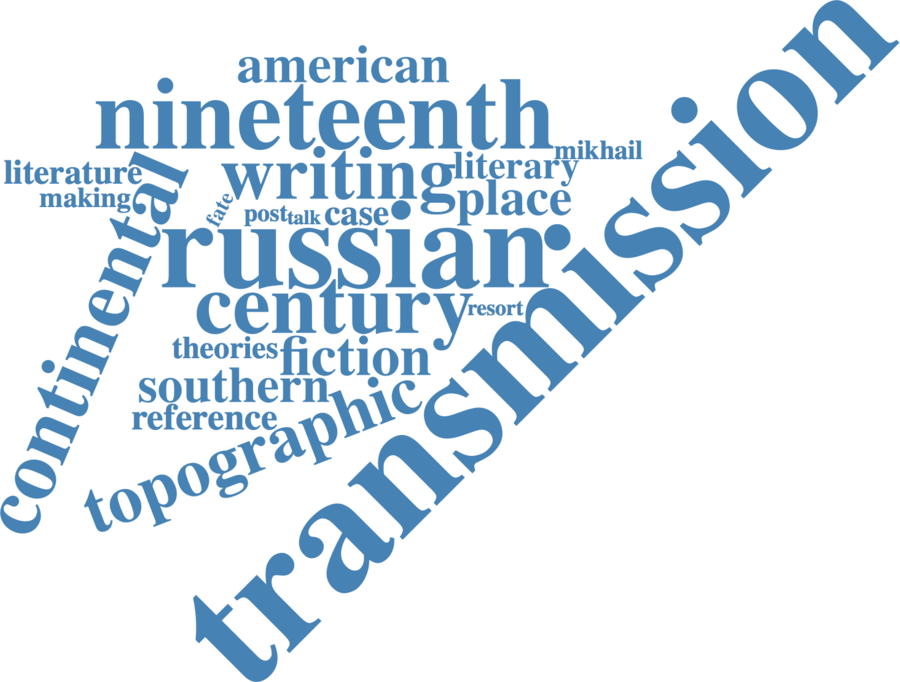 american
nineteenth
mikhail
literature
writing
literary
making
place
fate
post
talk
case
russian
continental
century
resort
theories
fiction
southern
reference
topographic
transmission